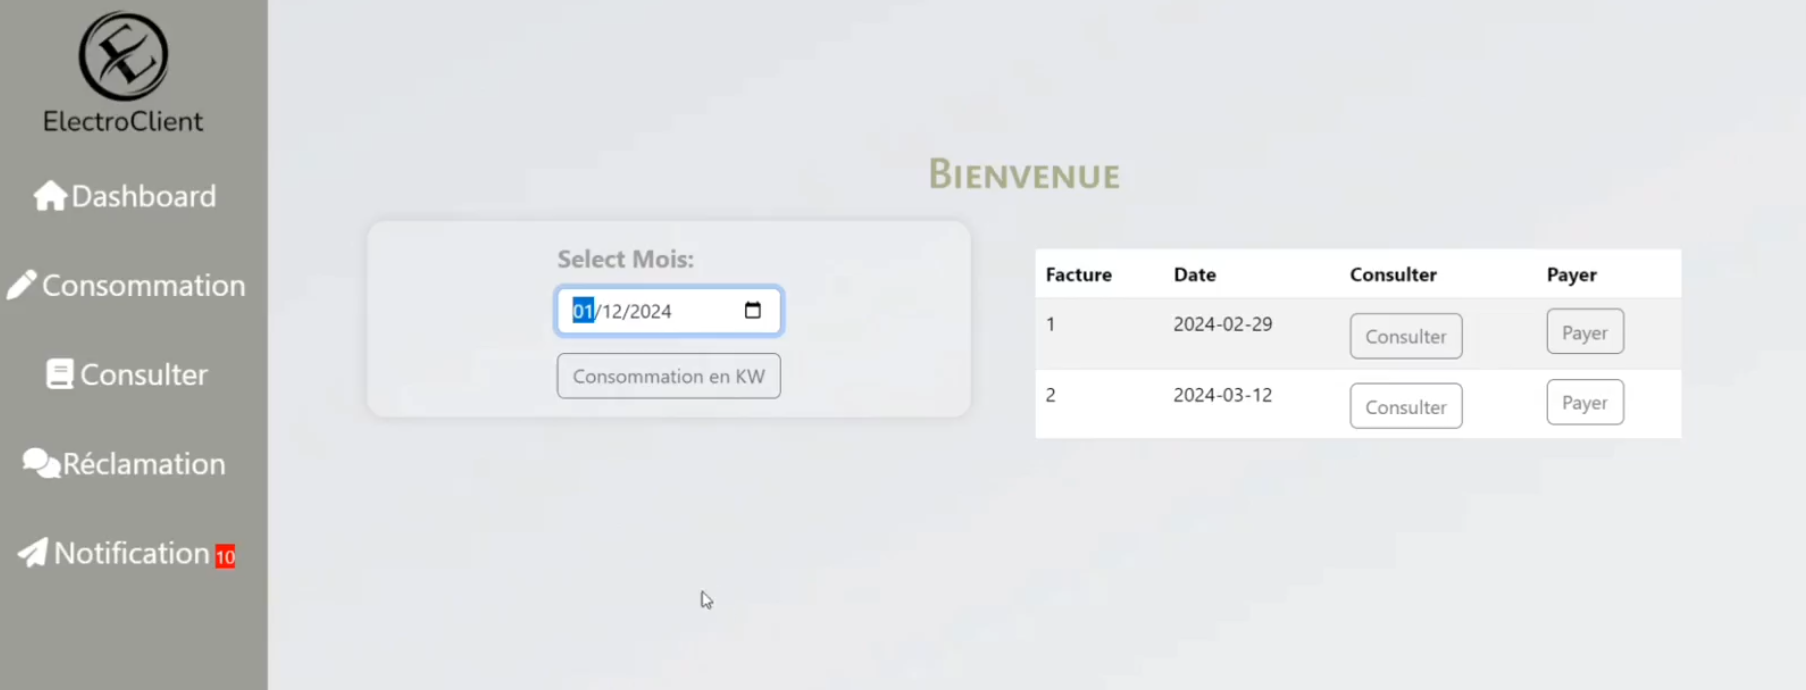 ElectroClient
Dashboard
Consommation
Consulter
Réclamation
Notification 10
BIENVENUE
Select Mois:
01/12/2024
Consommation en KW
Facture Date Consulter Payer
1 2024-02-29 Consulter Payer
2 2024-03-12 Consulter Payer